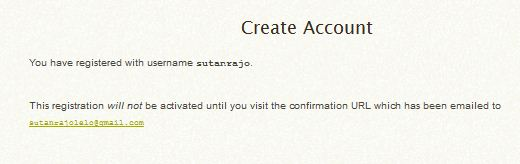 Create Account
You have registered with username sutanrajo.
This registration will not be activated until you visit the confirmation URL which has been emailed to
sutanrajolelo@gmail.com